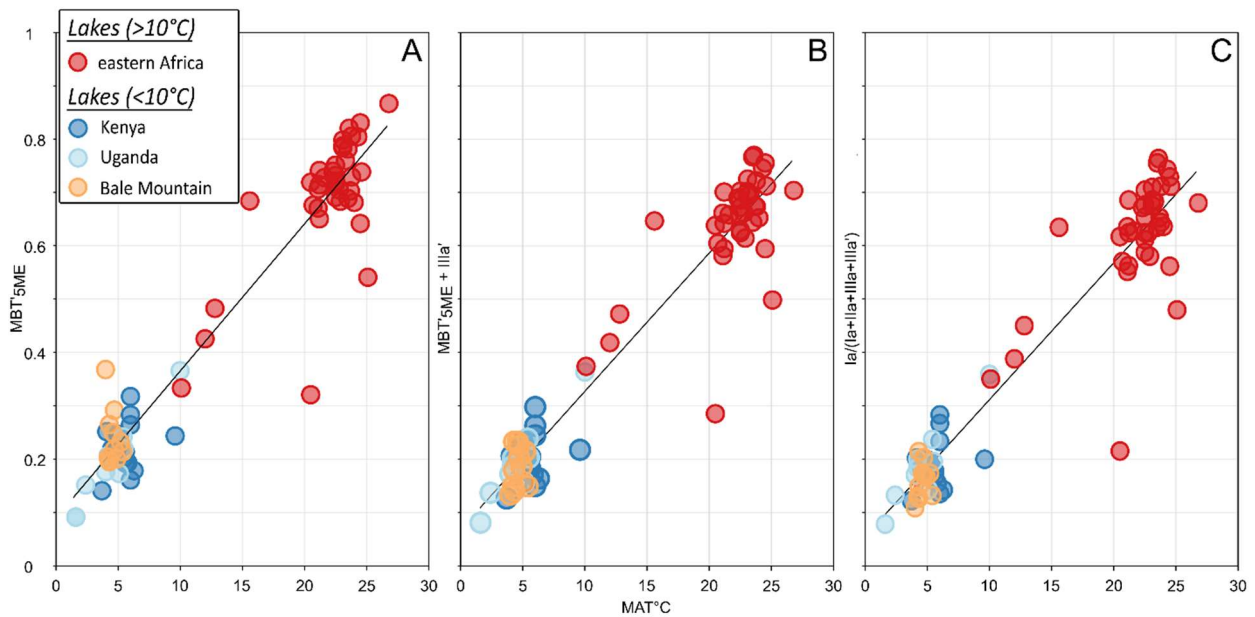 Lakes (>10°C)
eastern Africa
Lakes (<10°C)
Kenya
Uganda
Bale Mountain
A
B
C
MBT'5ME
1
0.8
0.6
0.4
0.2
0
0 5 10 15 20 25 30
MBT'5ME + IIIa'
0 5 10 15 20 25 30
MAT°C
Ia/(Ia+IIa+IIIa+IIIa')
0 5 10 15 20 25 30